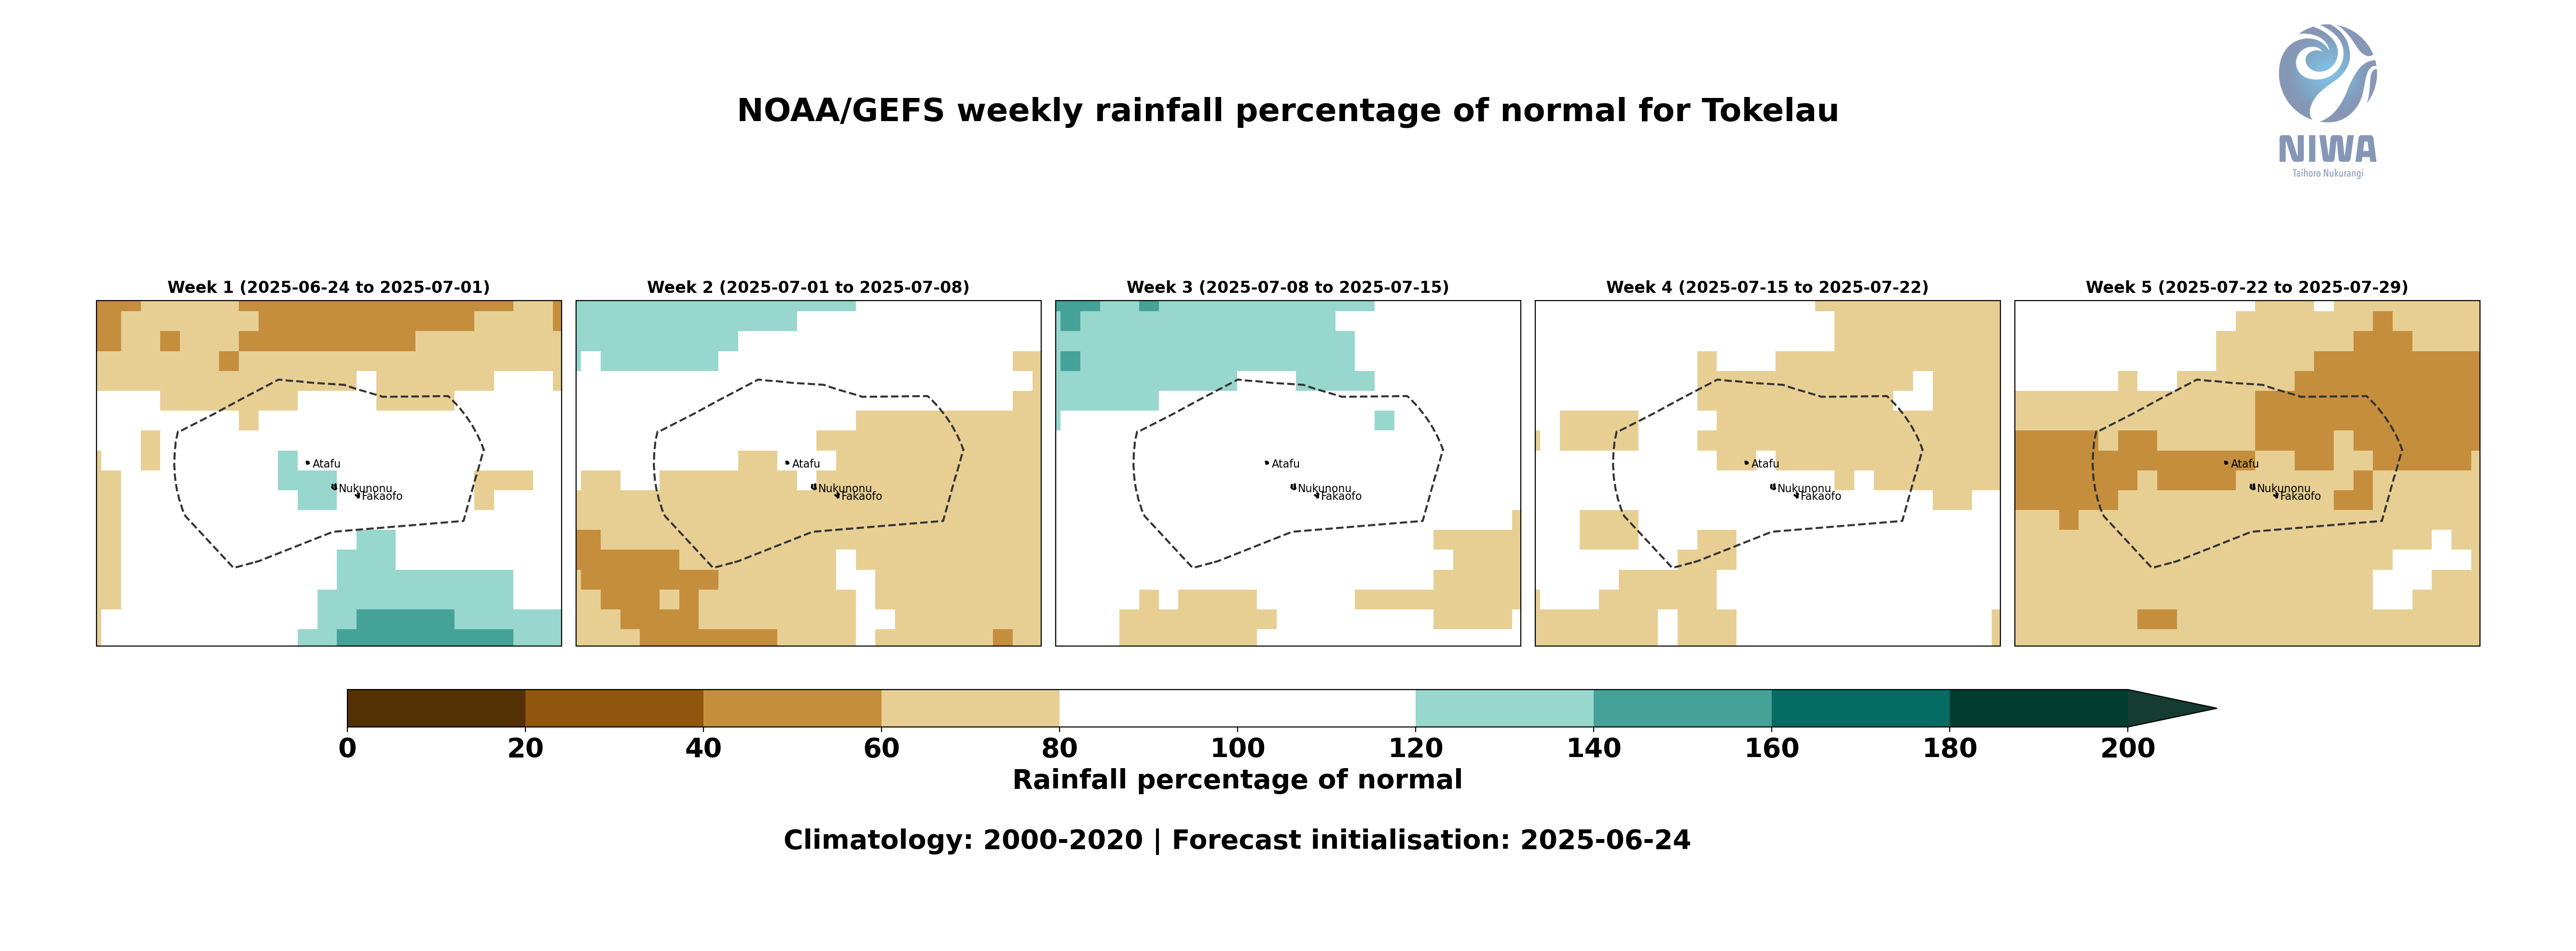 NOAA/GEFS weekly rainfall percentage of normal for Tokelau
NIWA
Taihoro Nukurangi
Week 1 (2025-06-24 to 2025-07-01)
Week 2 (2025-07-01 to 2025-07-08)
Week 3 (2025-07-08 to 2025-07-15)
Week 4 (2025-07-15 to 2025-07-22)
Week 5 (2025-07-22 to 2025-07-29)
Atafu
Nukunonu
Fakaofo
Atafu
Nukunonu
Fakaofo
Atafu
Nukunonu
Fakaofo
Atafu
Nukunonu
Fakaofo
Atafu
Nukunonu
Fakaofo
0 20 40 60 80 100 120 140 160 180 200
Rainfall percentage of normal
Climatology: 2000-2020 | Forecast initialisation: 2025-06-24